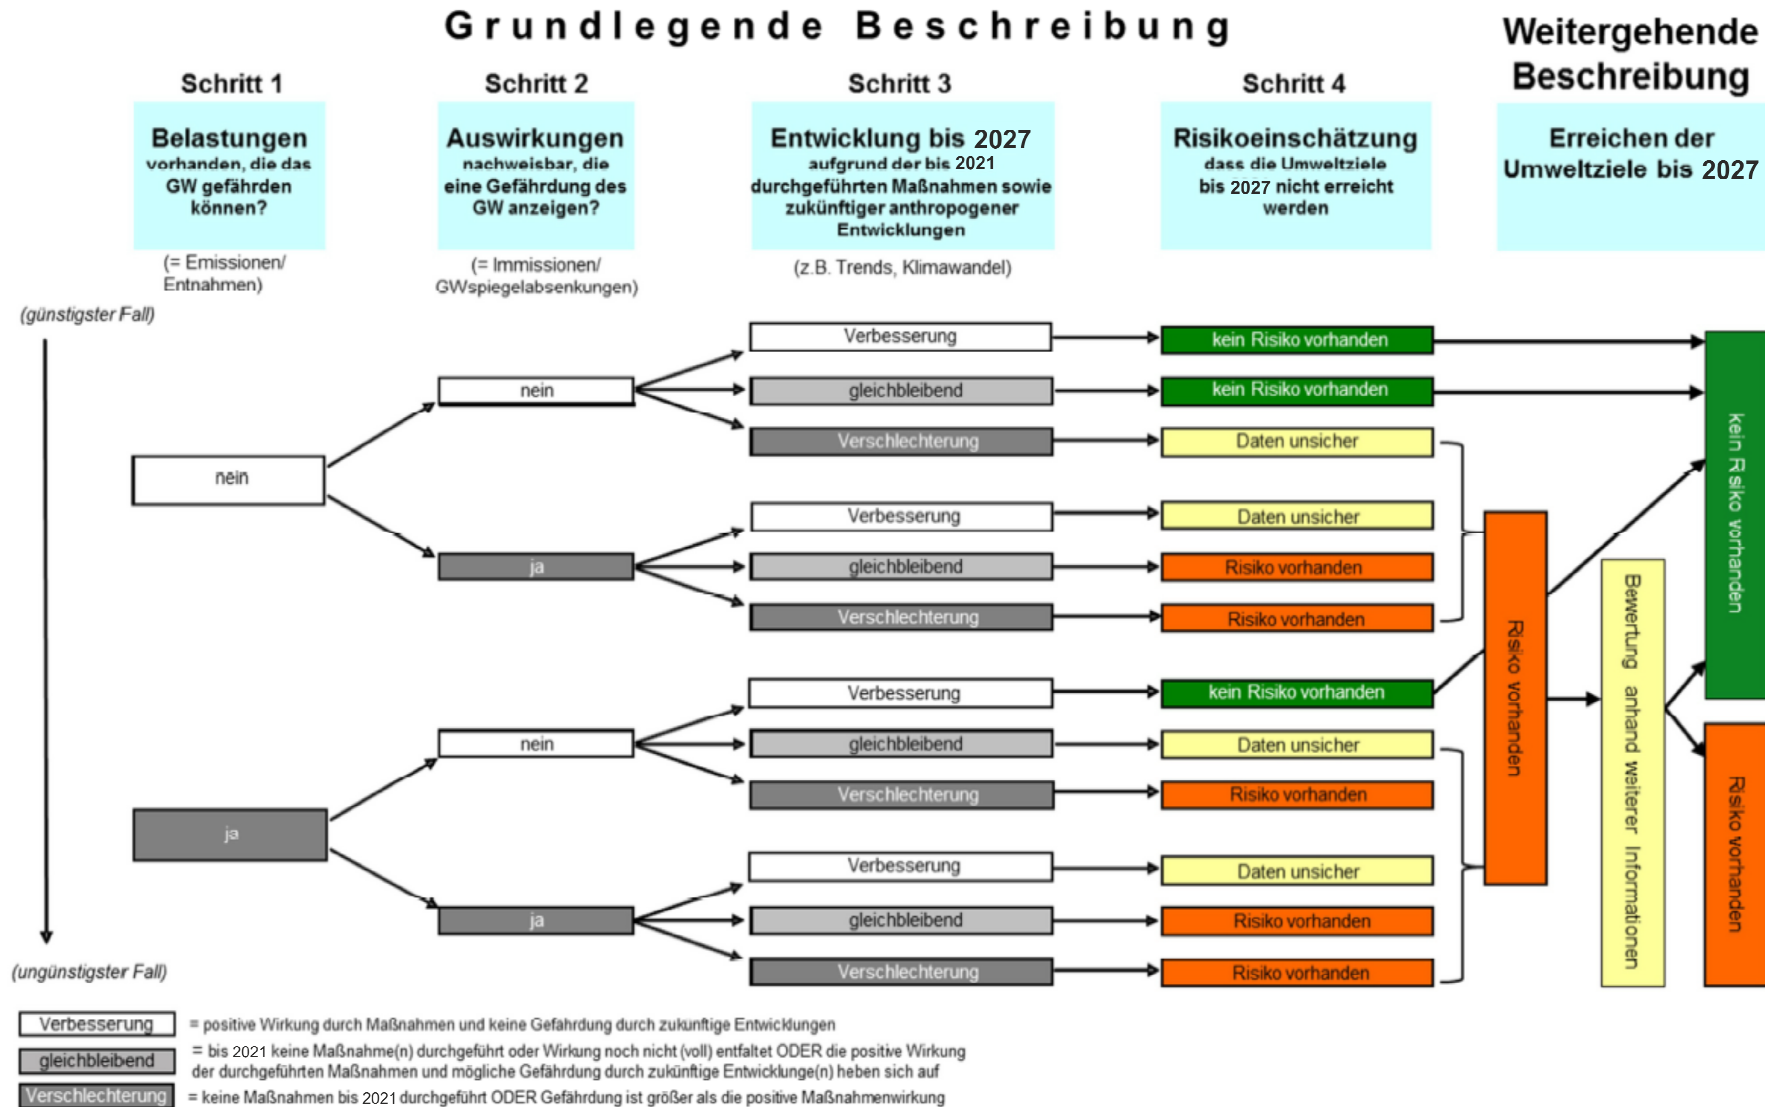 Grundlegende Beschreibung
Weitergehende
Beschreibung
Schritt 1
Schritt 2
Schritt 3
Schritt 4
Belastungen
vorhanden, die das
GW gefährden
können?
Auswirkungen
nachweisbar, die
eine Gefährdung des
GW anzeigen?
Entwicklung bis 2027
aufgrund der bis 2021
durchgeführten Maßnahmen sowie
zukünftiger anthropogener
Entwicklungen
Risikoeinschätzung
dass die Umweltziele
bis 2027 nicht erreicht
werden
Erreichen der
Umweltziele bis 2027
(= Emissionen/
Entnahmen)
(= Immissionen/
GWspiegelabsenkungen)
(z.B. Trends, Klimawandel)
(günstigster Fall)
Verbesserung
kein Risiko vorhanden
nein
gleichbleibend
kein Risiko vorhanden
Verschlechterung
Daten unsicher
nein
Verbesserung
Daten unsicher
ja
gleichbleibend
Risiko vorhanden
Verschlechterung
Risiko vorhanden
Verbesserung
kein Risiko vorhanden
nein
gleichbleibend
Daten unsicher
Verschlechterung
Risiko vorhanden
ja
Verbesserung
Daten unsicher
ja
gleichbleibend
Risiko vorhanden
Verschlechterung
Risiko vorhanden
Risiko vorhanden
Bewertung anhand weiterer Informationen
kein Risiko vorhanden
Risiko vorhanden
(ungünstigster Fall)
Verbesserung = positive Wirkung durch Maßnahmen und keine Gefährdung durch zukünftige Entwicklungen
gleichbleibend = bis 2021 keine Maßnahme(n) durchgeführt oder Wirkung noch nicht (voll) entfaltet ODER die positive Wirkung
der durchgeführten Maßnahmen und mögliche Gefährdung durch zukünftige Entwicklunge(n) heben sich auf
Verschlechterung = keine Maßnahmen bis 2021 durchgeführt ODER Gefährdung ist größer als die positive Maßnahmenwirkung